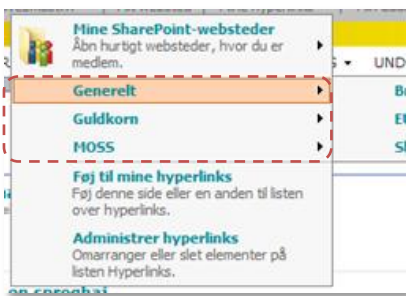 Mine SharePoint-websteder
Åbn hurtigt websteder, hvor du er
medlem.
UND
Generelt
Guldkorn
MOSS
Føj til mine hyperlinks
Føj denne side eller en anden til listen
over hyperlinks.
Administrer hyperlinks
Omarranger eller slet elementer på
listen Hyperlinks.